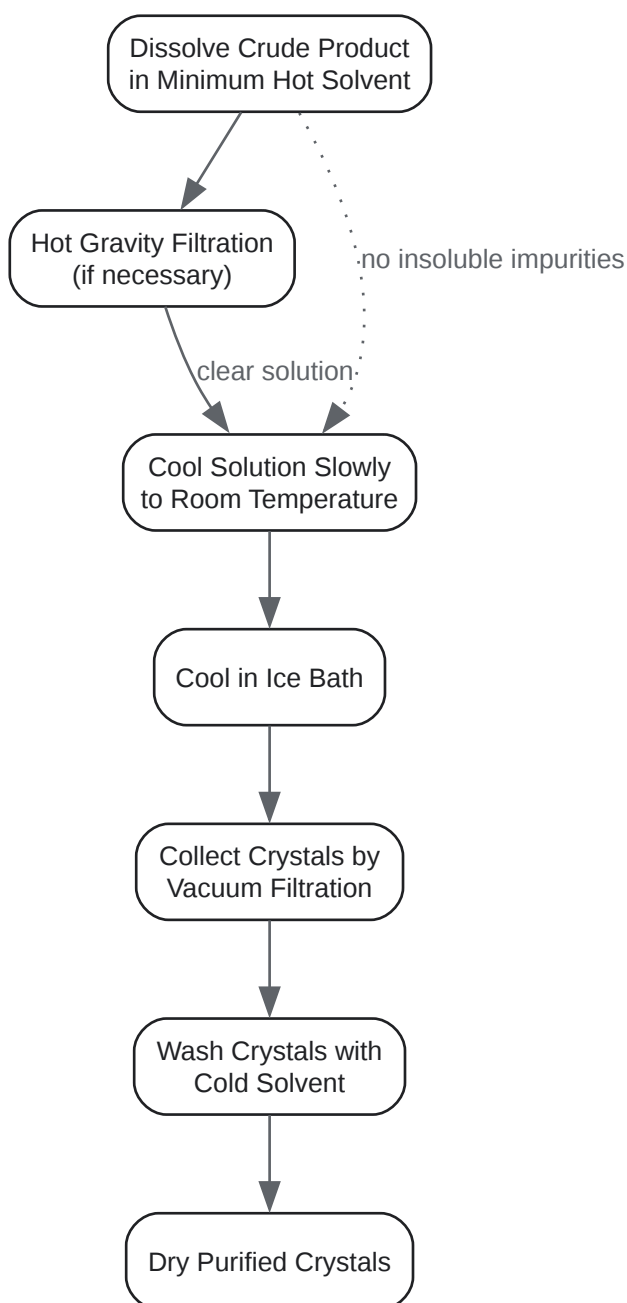 Dissolve Crude Product
in Minimum Hot Solvent
Hot Gravity Filtration
(if necessary)
no insoluble impurities
clear solution
Cool Solution Slowly
to Room Temperature
Cool in Ice Bath
Collect Crystals by
Vacuum Filtration
Wash Crystals with
Cold Solvent
Dry Purified Crystals